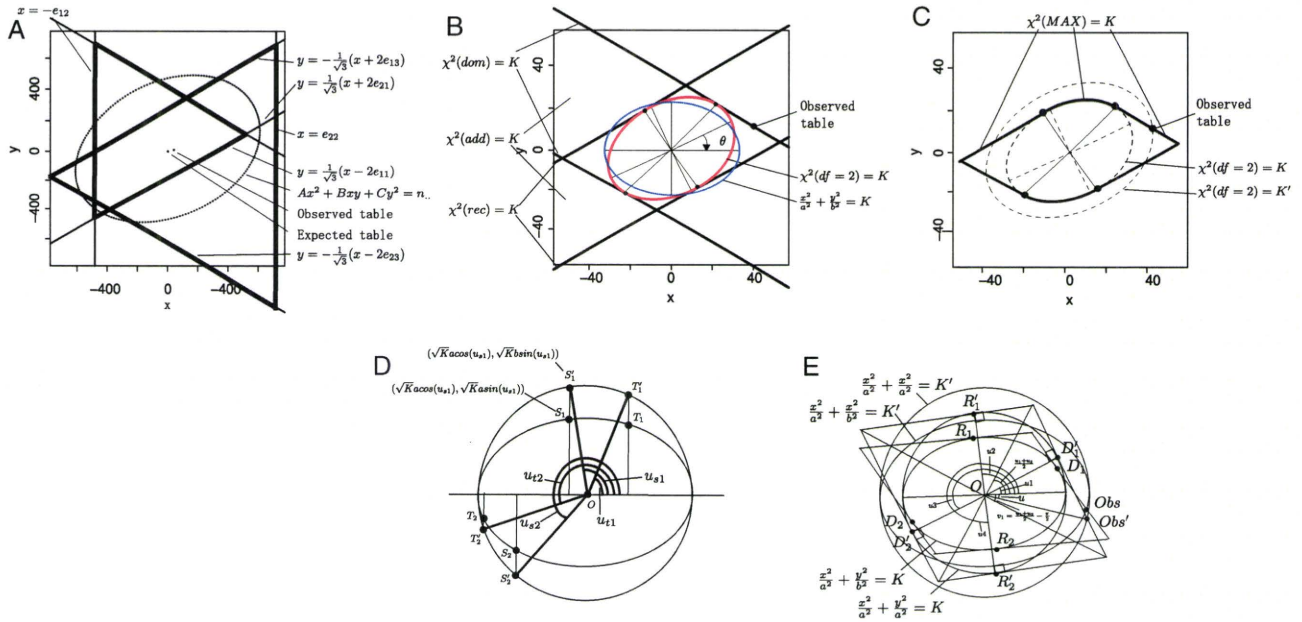 A
x = −e₁₂
y = −1/√3(x + 2e₁₃)
y = 1/√3(x + 2e₂₁)
x = e₂₂
y = 1/√3(x − 2e₁₁)
Ax² + Bxy + Cy² = n..
Observed table
Expected table
y = −1/√3(x − 2e₂₃)
y
400
0
−400
−400
0
−400
x
B
χ²(dom) = K
χ²(add) = K
χ²(rec) = K
Observed
table
θ
χ²(df = 2) = K
x²/a² + y²/b² = K
y
40
0
−40
−40
0
40
x
C
χ²(MAX) = K
Observed
table
χ²(df = 2) = K
χ²(df = 2) = K′
y
40
0
−40
−40
0
40
x
D
(√K acos(uₛ₁), √K bsin(uₛ₁))
(√K acos(uₛ₁), √K asin(uₛ₁))
S′₁
T′₁
S₁
T₁
uₜ₂
uₛ₁
O
uₛ₂
uₜ₁
T₂
T′₂
S₂
S′₂
E
x²/a² + x²/a² = K′
x²/a² + x²/b² = K′
R′₁
R₁
D′₁
D₁
u2
u1
O
u
u3
u4
Obs
Obs′
D₂
D′₂
R₂
R′₂
x²/a² + y²/b² = K
x²/a² + y²/a² = K